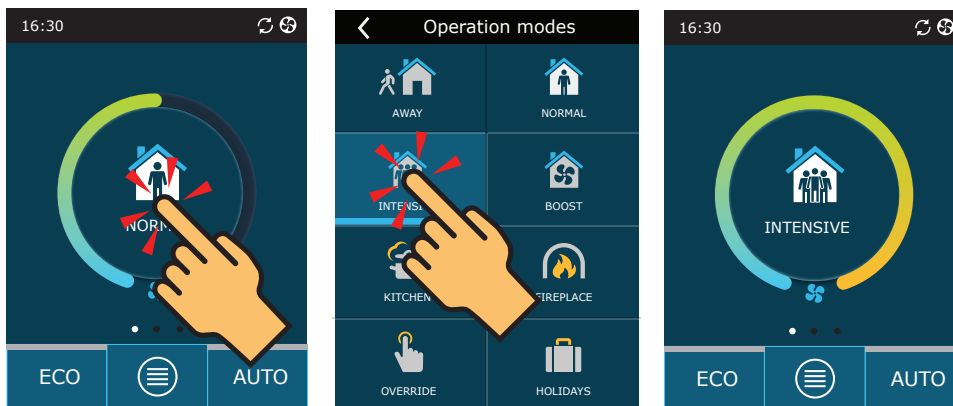 16:30
ECO
AUTO
Operation modes
AWAY
NORMAL
BOOST
KITCHEN
FIREPLACE
OVERRIDE
HOLIDAYS
16:30
INTENSIVE
ECO
AUTO